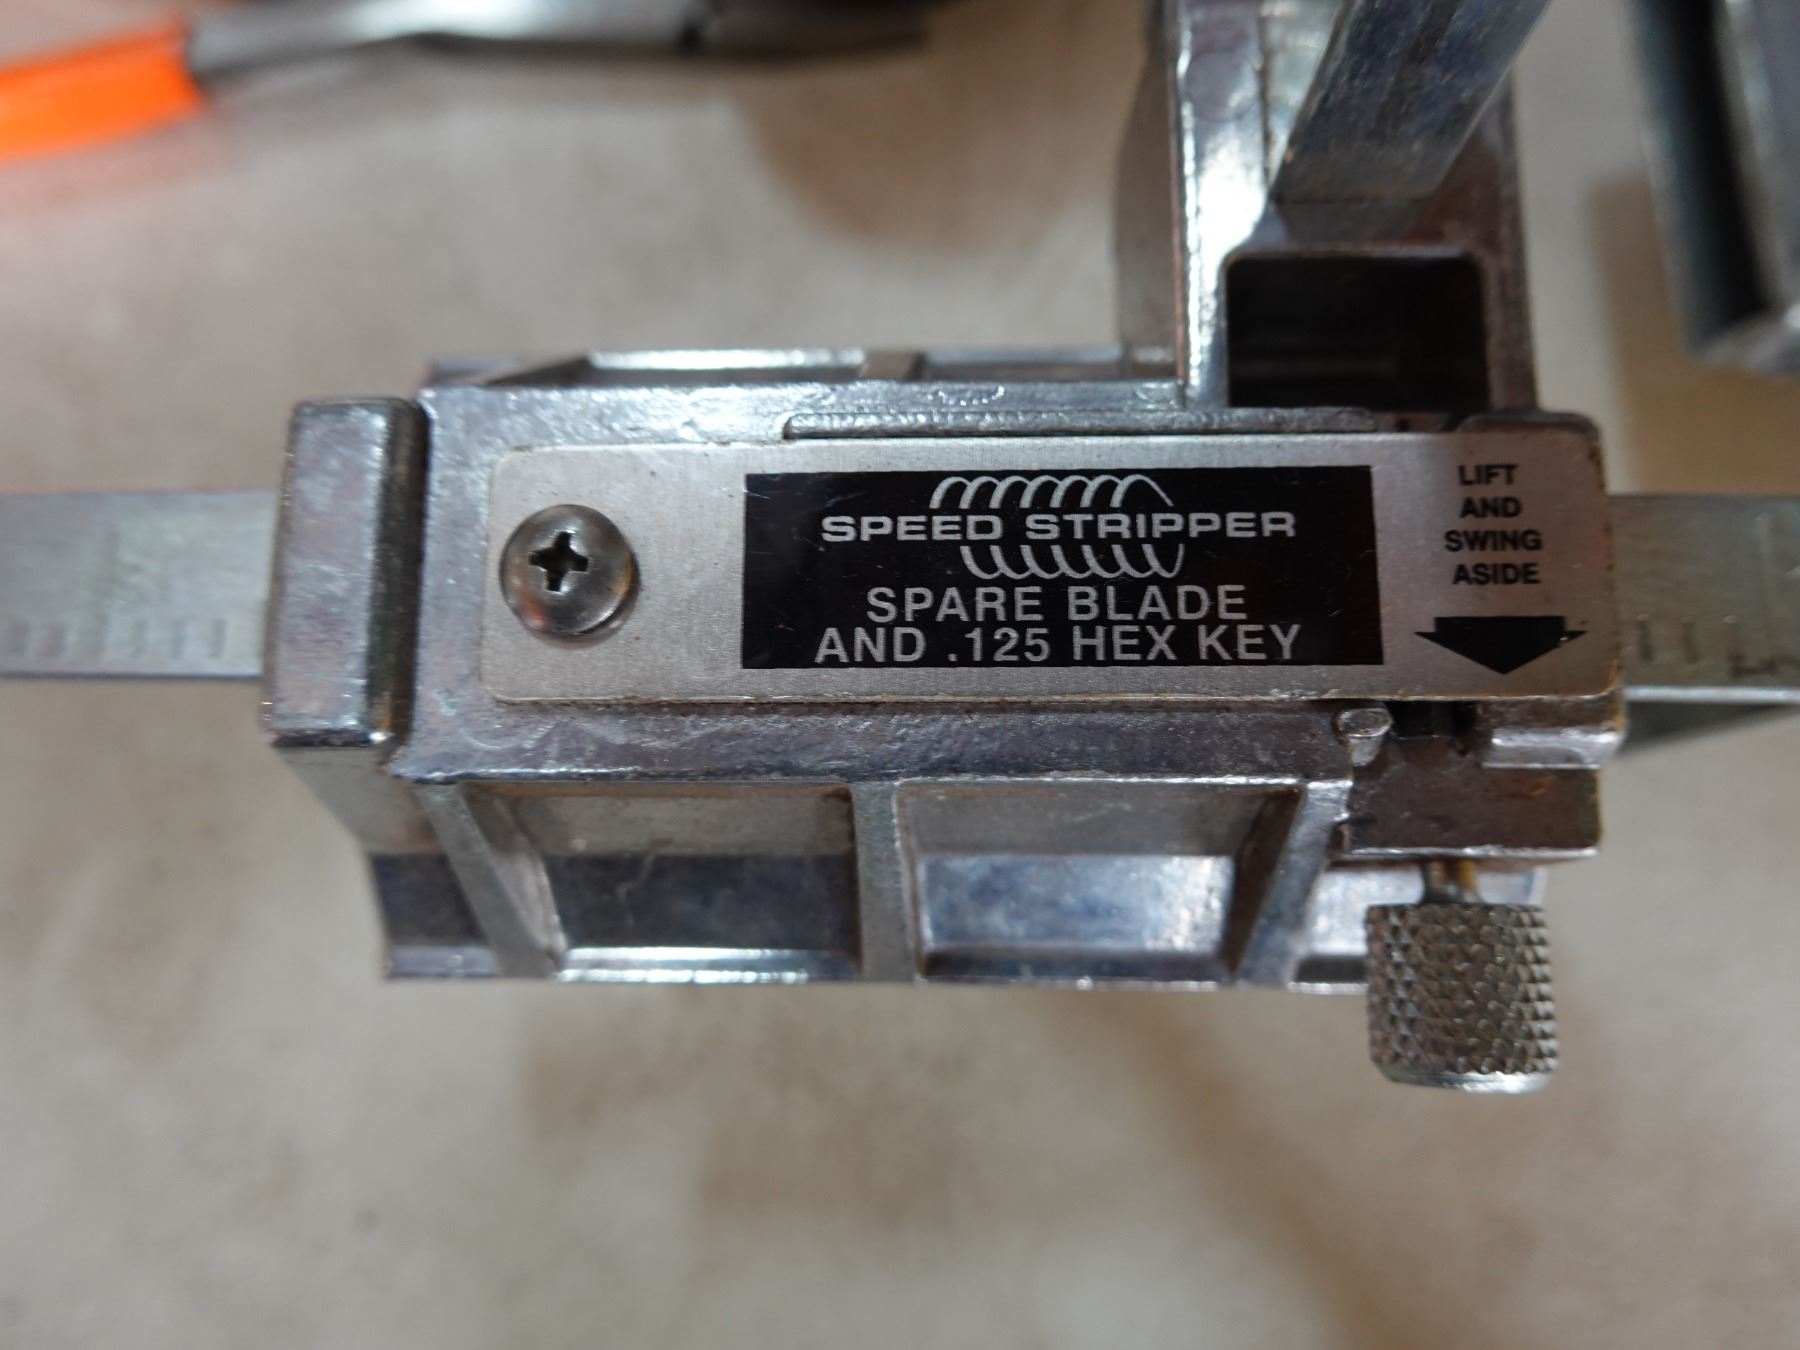 SPEED STRIPPER
SPARE BLADE
AND .125 HEX KEY
LIFT
AND
SWING
ASIDE